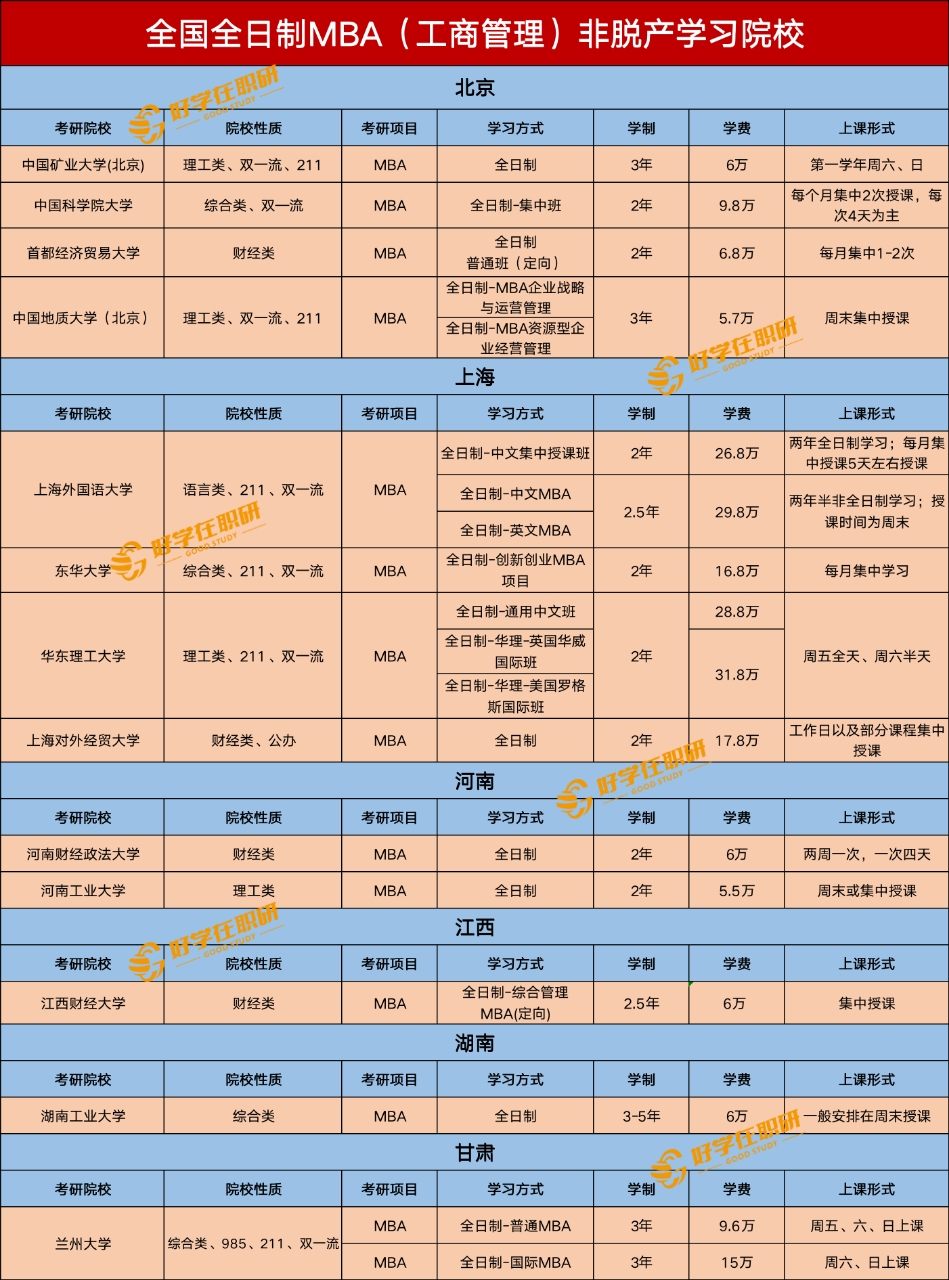 全国全日制MBA（工商管理）非脱产学习院校
北京
考研院校 院校性质 考研项目 学习方式 学制 学费 上课形式
中国矿业大学(北京) 理工类、双一流、211 MBA 全日制 3年 6万 第一学年周六、日
中国科学院大学 综合类、双一流 MBA 全日制-集中班 2年 9.8万 每个月集中2次授课，每
次4天为主
首都经济贸易大学 财经类 MBA 全日制
普通班（定向） 2年 6.8万 每月集中1-2次
中国地质大学（北京） 理工类、双一流、211 MBA 全日制-MBA企业战略
与运营管理
全日制-MBA资源型企
业经营管理
3年 5.7万 周末集中授课
上海
考研院校 院校性质 考研项目 学习方式 学制 学费 上课形式
上海外国语大学 语言类、211、双一流 MBA 全日制-中文集中授课班 2年 26.8万 两年全日制学习；每月集
中授课5天左右授课
全日制-中文MBA
全日制-英文MBA
2.5年 29.8万 两年半非全日制学习；授
课时间为周末
东华大学 综合类、211、双一流 MBA 全日制-创新创业MBA
项目 2年 16.8万 每月集中学习
华东理工大学 理工类、211、双一流 MBA 全日制-通用中文班 2年 28.8万 周五全天、周六半天
全日制-华理-英国华威
国际班
全日制-华理-美国罗格
斯国际班
31.8万
上海对外经贸大学 财经类、公办 MBA 全日制 2年 17.8万 工作日以及部分课程集中
授课
河南
考研院校 院校性质 考研项目 学习方式 学制 学费 上课形式
河南财经政法大学 财经类 MBA 全日制 2年 6万 两周一次，一次四天
河南工业大学 理工类 MBA 全日制 2年 5.5万 周末或集中授课
江西
考研院校 院校性质 考研项目 学习方式 学制 学费 上课形式
江西财经大学 财经类 MBA 全日制-综合管理
MBA(定向) 2.5年 6万 集中授课
湖南
考研院校 院校性质 考研项目 学习方式 学制 学费 上课形式
湖南工业大学 综合类 MBA 全日制 3-5年 6万 一般安排在周末授课
甘肃
考研院校 院校性质 考研项目 学习方式 学制 学费 上课形式
兰州大学 综合类、985、211、双一流 MBA 全日制-普通MBA 3年 9.6万 周五、六、日上课
MBA 全日制-国际MBA 3年 15万 周六、日上课
好学在职研
GOOD STUDY
好学在职研
GOOD STUDY
好学在职研
GOOD STUDY
好学在职研
GOOD STUDY
好学在职研
GOOD STUDY
好学在职研
GOOD STUDY